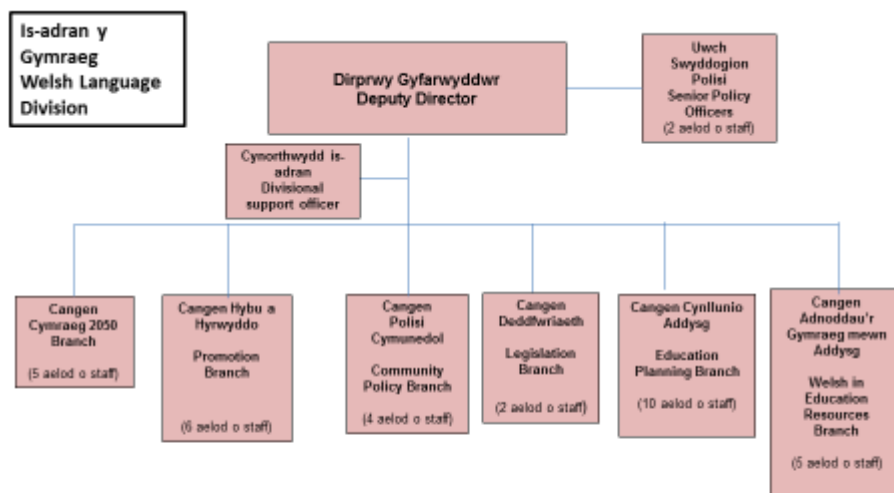 Is-adran y
Gymraeg
Welsh Language
Division
Dirprwy Gyfarwyddwr
Deputy Director
Uwch
Swyddogion
Polisi
Senior Policy
Officers
(2 aelod o staff)
Cynorthwydd is-
adran
Divisional
support officer
Cangen
Cymraeg 2050
Branch
(5 aelod o staff)
Cangen Hybu a
Hyrwyddo
Promotion
Branch
(6 aelod o staff)
Cangen
Polisi
Cymunedol
Community
Policy Branch
(4 aelod o staff)
Cangen
Deddfwriaeth
Legislation
Branch
(2 aelod o staff)
Cangen Cynllunio
Addysg
Education
Planning Branch
(10 aelod o staff)
Cangen
Adnoddau'r
Gymraeg mewn
Addysg
Welsh in
Education
Resources
Branch
(5 aelod o staff)